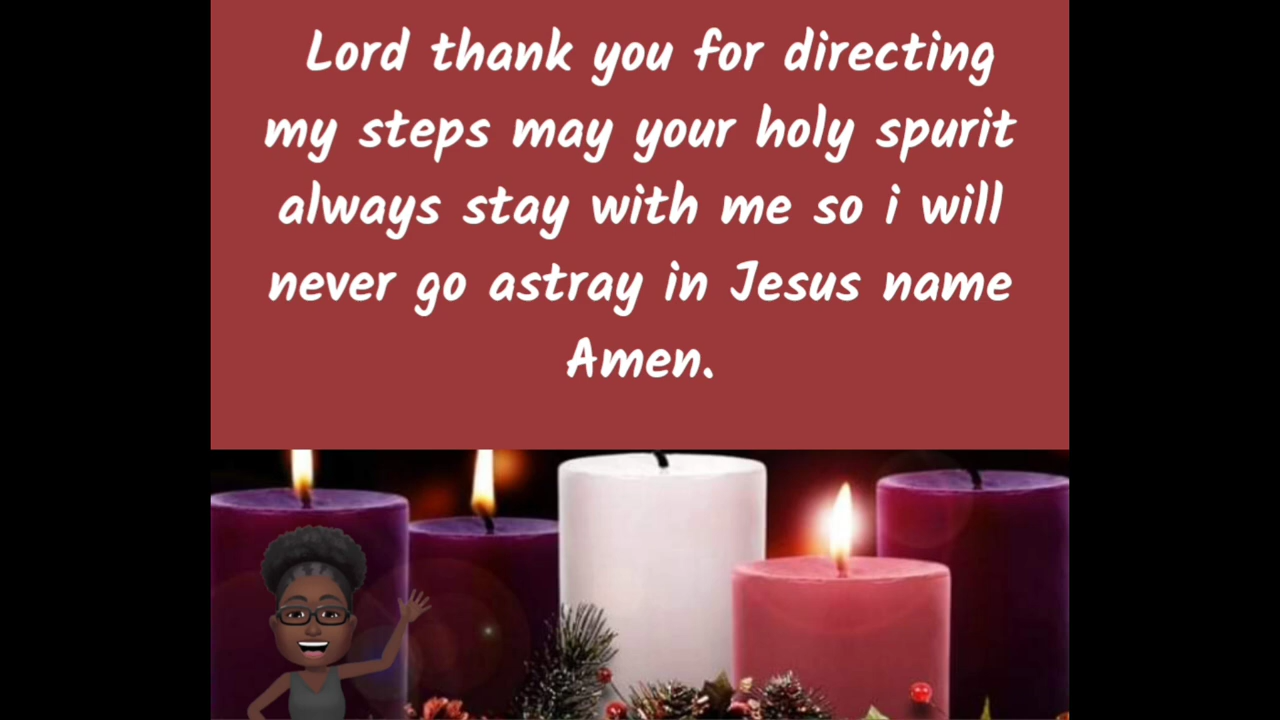 Lord thank you for directing
my steps may your holy spurit
always stay with me so i will
never go astray in Jesus name
Amen.